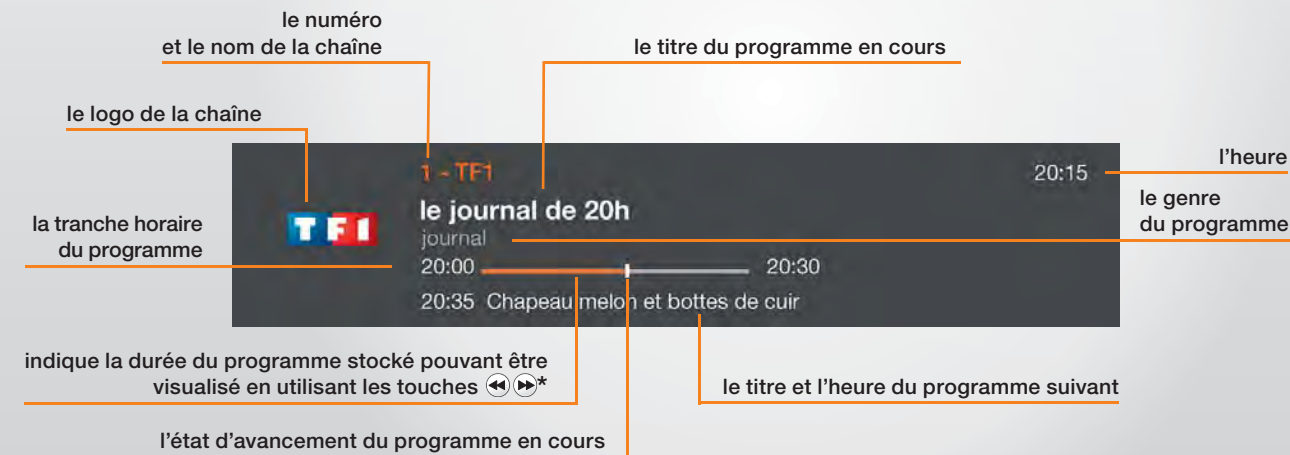 le numéro
et le nom de la chaîne
le titre du programme en cours
le logo de la chaîne
1 - TF1
20:15
l'heure
le genre
du programme
TF1
le journal de 20h
journal
la tranche horaire
du programme
20:00
20:30
20:35 Chapeau melon et bottes de cuir
indique la durée du programme stocké pouvant être
visualisé en utilisant les touches *
le titre et l'heure du programme suivant
l'état d'avancement du programme en cours